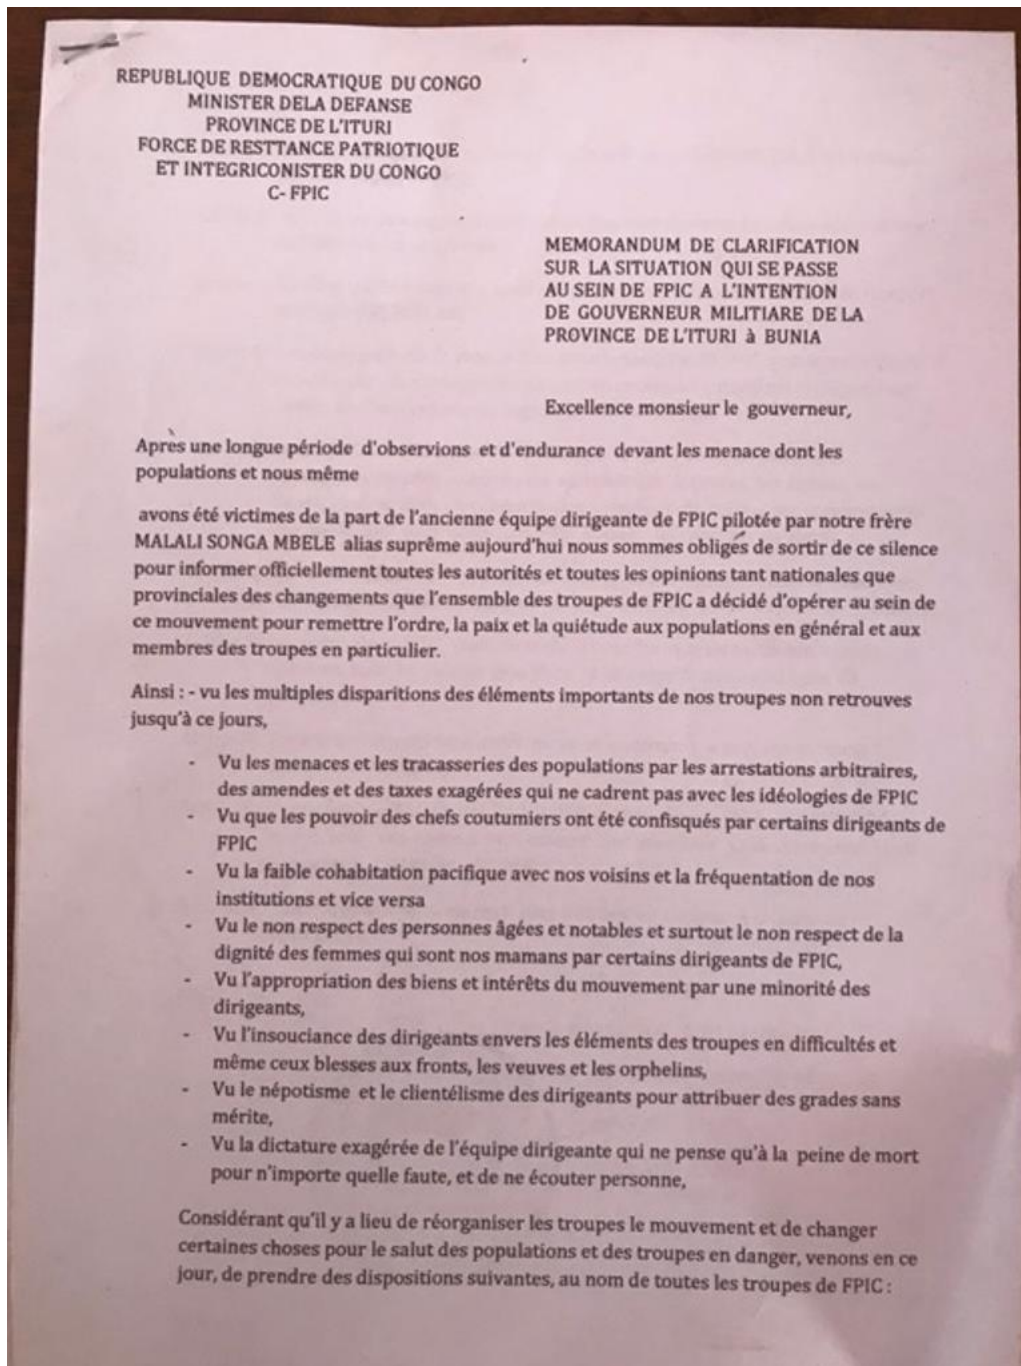 REPUBLIQUE DEMOCRATIQUE DU CONGO
MINISTER DELA DEFANSE
PROVINCE DE L'ITURI
FORCE DE RESTTANCE PATRIOTIQUE
ET INTEGRICONISTER DU CONGO
C- FPIC
MEMORANDUM DE CLARIFICATION
SUR LA SITUATION QUI SE PASSE
AU SEIN DE FPIC A L'INTENTION
DE GOUVERNEUR MILITIARE DE LA
PROVINCE DE L'ITURI à BUNIA
Excellence monsieur le gouverneur,
Après une longue période d'observions et d'endurance devant les menace dont les
populations et nous même
avons été victimes de la part de l'ancienne équipe dirigeante de FPIC pilotée par notre frère
MALALI SONGA MBELE alias suprême aujourd'hui nous sommes obligés de sortir de ce silence
pour informer officiellement toutes les autorités et toutes les opinions tant nationales que
provinciales des changements que l'ensemble des troupes de FPIC a décidé d'opérer au sein de
ce mouvement pour remettre l'ordre, la paix et la quiétude aux populations en général et aux
membres des troupes en particulier.
Ainsi : - vu les multiples disparitions des éléments importants de nos troupes non retrouves
jusqu'à ce jours,
- Vu les menaces et les tracasseries des populations par les arrestations arbitraires,
des amendes et des taxes exagérées qui ne cadrent pas avec les idéologies de FPIC
- Vu que les pouvoir des chefs coutumiers ont été confisqués par certains dirigeants de
FPIC
- Vu la faible cohabitation pacifique avec nos voisins et la fréquentation de nos
institutions et vice versa
- Vu le non respect des personnes âgées et notables et surtout le non respect de la
dignité des femmes qui sont nos mamans par certains dirigeants de FPIC,
- Vu l'appropriation des biens et intérêts du mouvement par une minorité des
dirigeants,
- Vu l'insouciance des dirigeants envers les éléments des troupes en difficultés et
même ceux blesses aux fronts, les veuves et les orphelins,
- Vu le népotisme et le clientélisme des dirigeants pour attribuer des grades sans
mérite,
- Vu la dictature exagérée de l'équipe dirigeante qui ne pense qu'à la peine de mort
pour n'importe quelle faute, et de ne écouter personne,
Considérant qu'il y a lieu de réorganiser les troupes le mouvement et de changer
certaines choses pour le salut des populations et des troupes en danger, venons en ce
jour, de prendre des dispositions suivantes, au nom de toutes les troupes de FPIC :